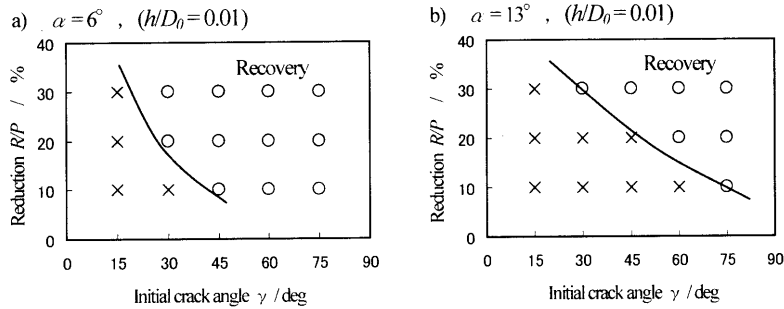 a) α=6° , (h/D₀=0.01)
Reduction R/P / %
40
30
20
10
0
Recovery
0 15 30 45 60 75 90
Initial crack angle γ/deg
b) α=13° , (h/D₀=0.01)
Reduction R/P / %
40
30
20
10
0
Recovery
0 15 30 45 60 75 90
Initial crack angle γ/deg